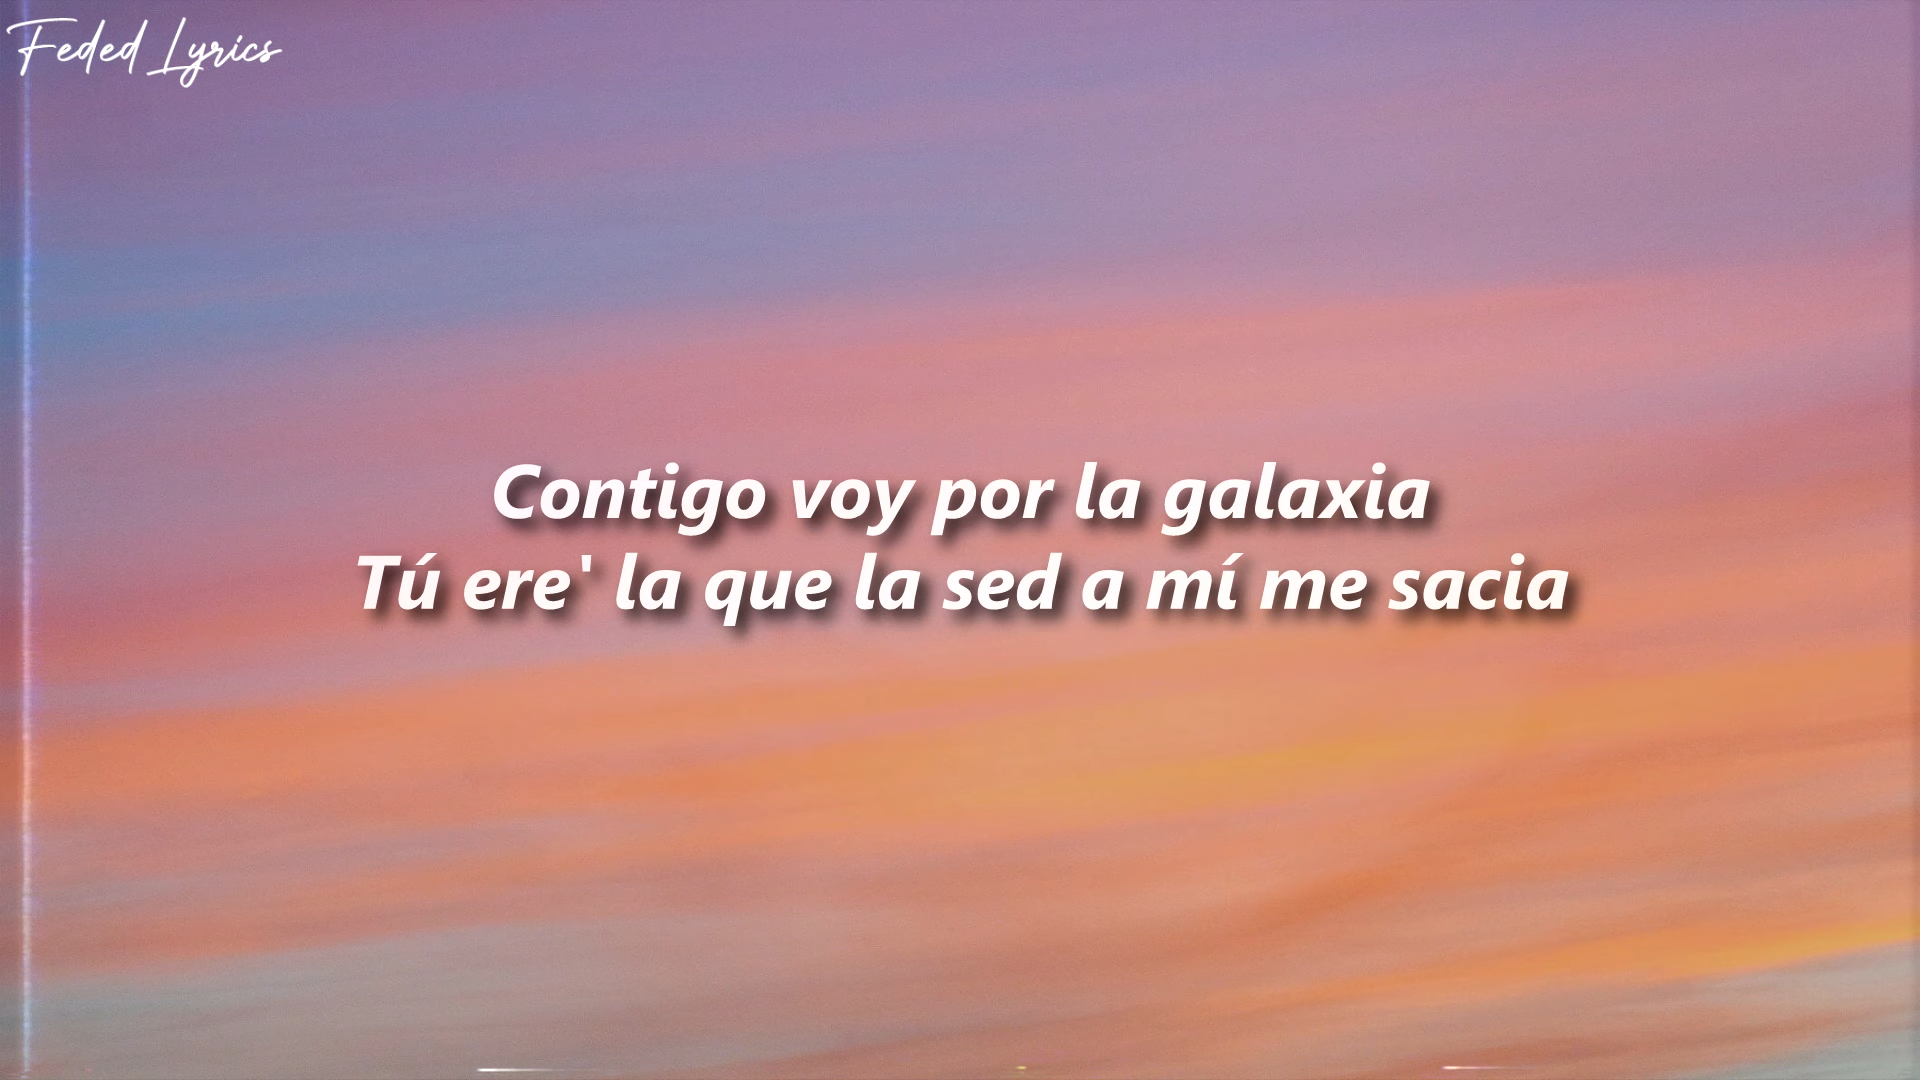 Feded Lyrics
Contigo voy por la galaxia
Tú ere' la que la sed a mí me sacia